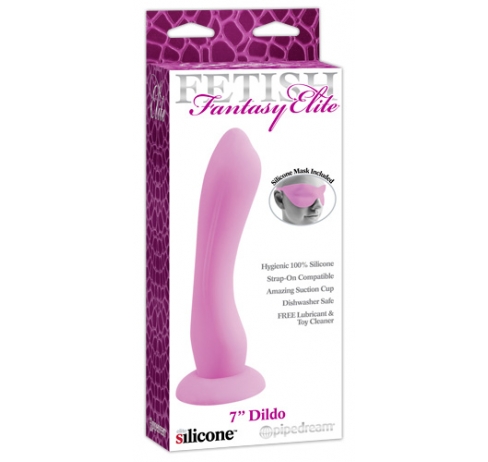 FETISH
Fantasy Elite
Silicone Mask Included
Hygienic 100% Silicone
Strap-On Compatible
Amazing Suction Cup
Dishwasher Safe
FREE Lubricant &
Toy Cleaner
7” Dildo
silicone™
pipedream®